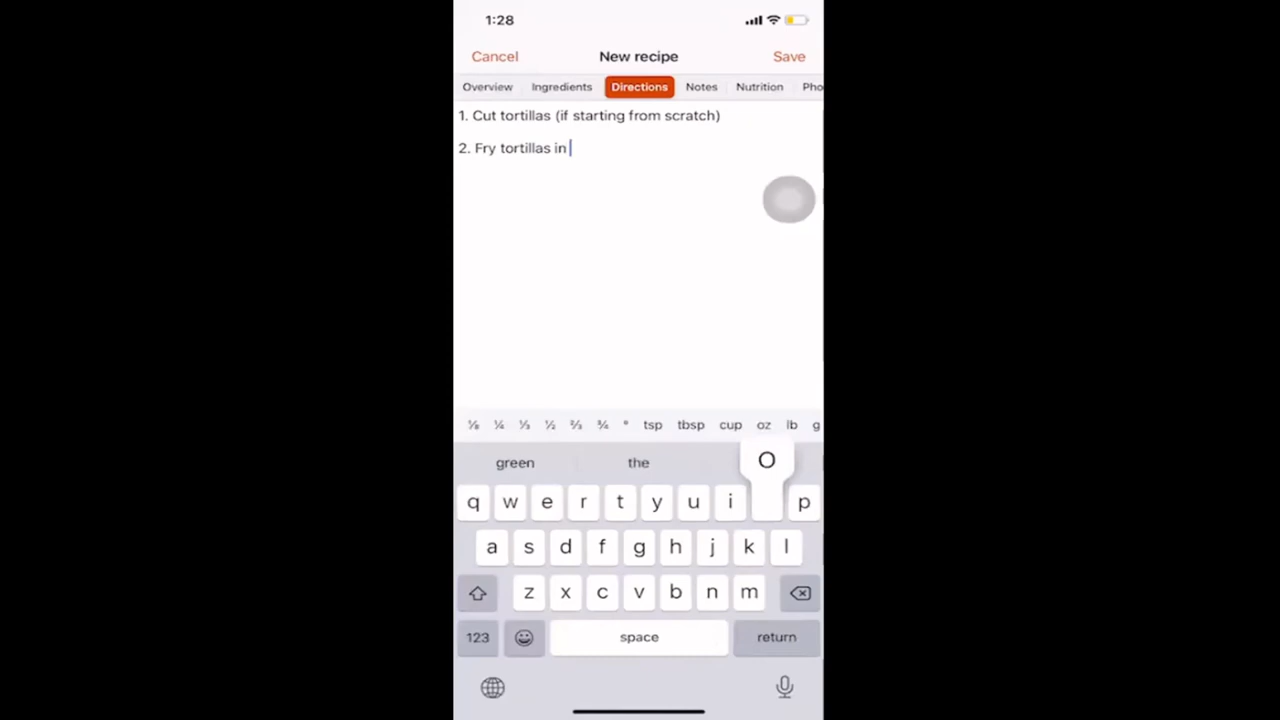 1:28
Cancel New recipe Save
Overview Ingredients Directions Notes Nutrition Pho
1. Cut tortillas (if starting from scratch)
2. Fry tortillas in
⅛ ¼ ⅓ ½ ⅔ ¾ ° tsp tbsp cup oz lb g
green the
O
q w e r t y u i p
a s d f g h j k l
z x c v b n m
123 space return